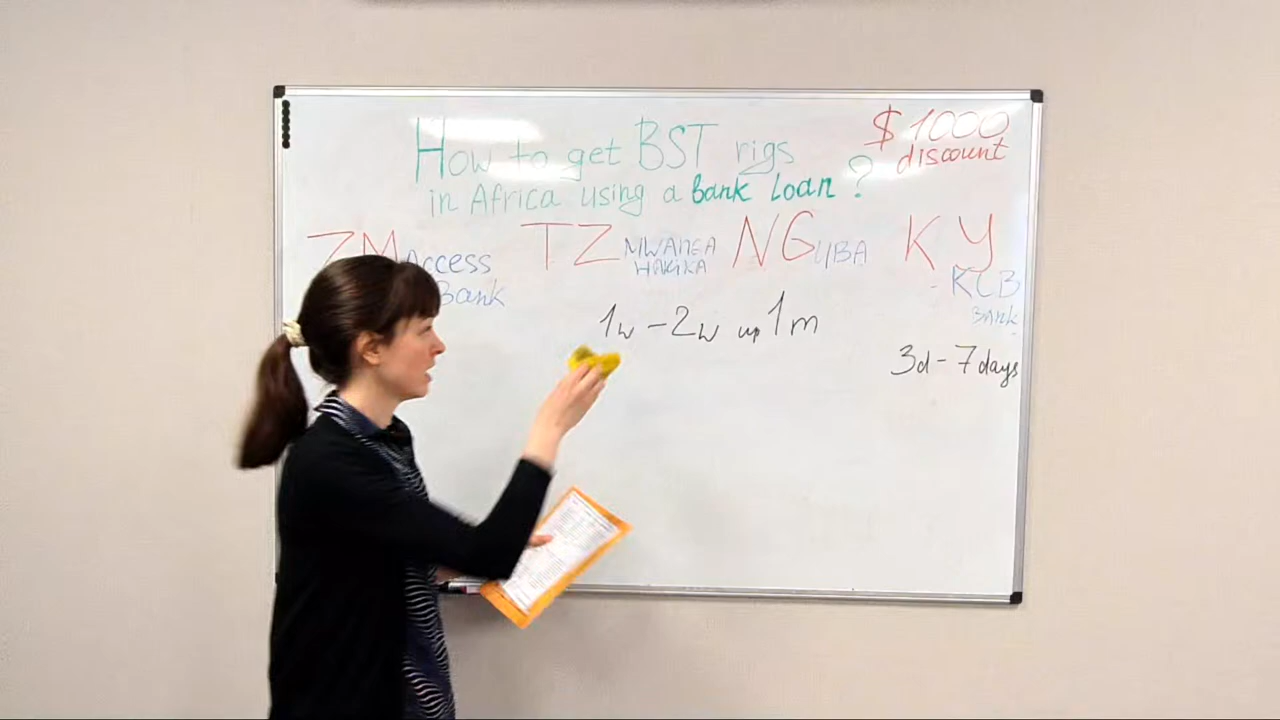 $1000
discount
How to get BST rigs
in Africa using a bank loan?
ZM Access
Bank
TZ MWANGA
HAKIKA
NG UBA
KY
KCB
BANK
1w - 2w up 1m
3d - 7days